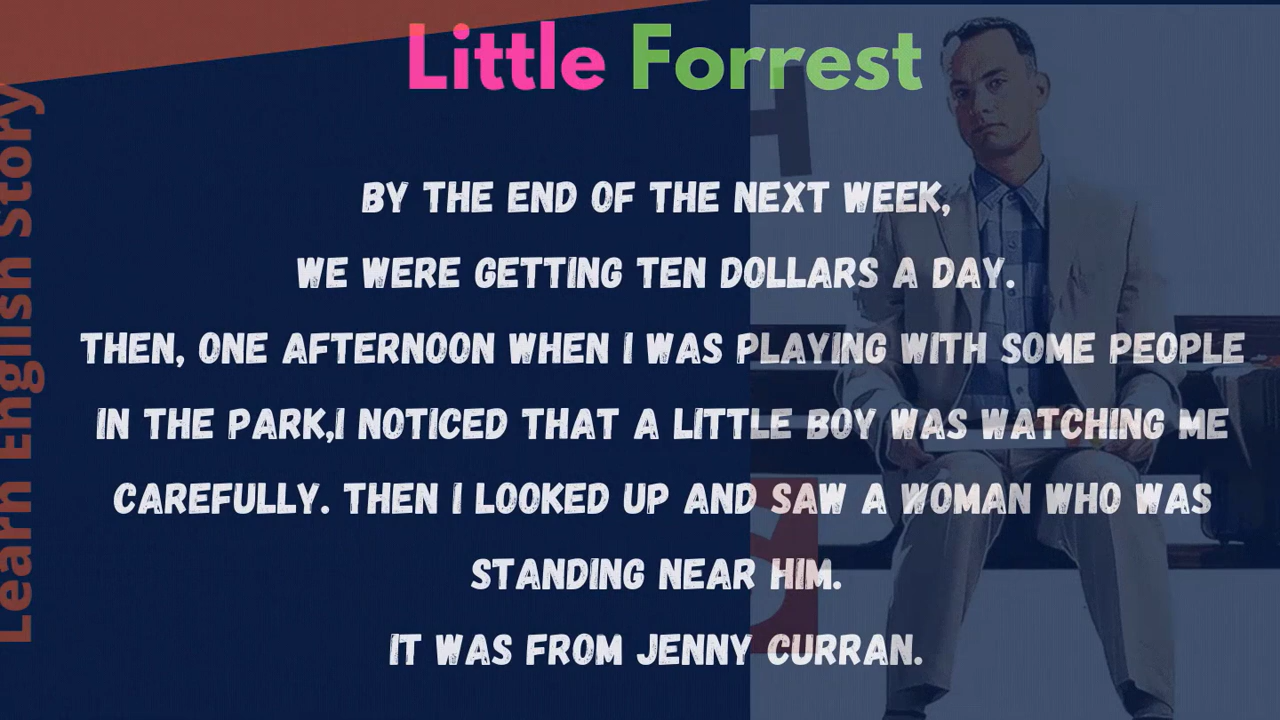 Little Forrest
Learn English Story
BY THE END OF THE NEXT WEEK,
WE WERE GETTING TEN DOLLARS A DAY.
THEN, ONE AFTERNOON WHEN I WAS PLAYING WITH SOME PEOPLE
IN THE PARK,I NOTICED THAT A LITTLE BOY WAS WATCHING ME
CAREFULLY. THEN I LOOKED UP AND SAW A WOMAN WHO WAS
STANDING NEAR HIM.
IT WAS FROM JENNY CURRAN.